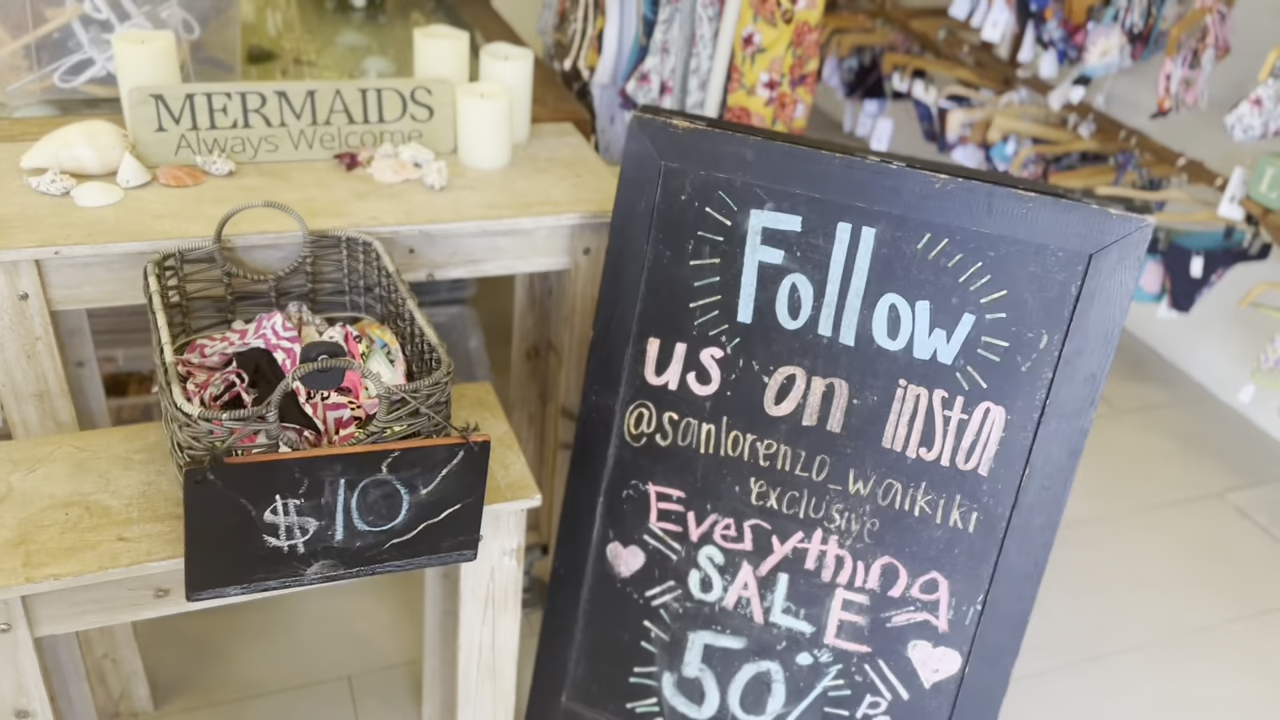 MERMAIDS
Always Welcome
$10
Follow
us on insta
@sanlorenzo_waikiki
exclusive
Everything
SALE
50%